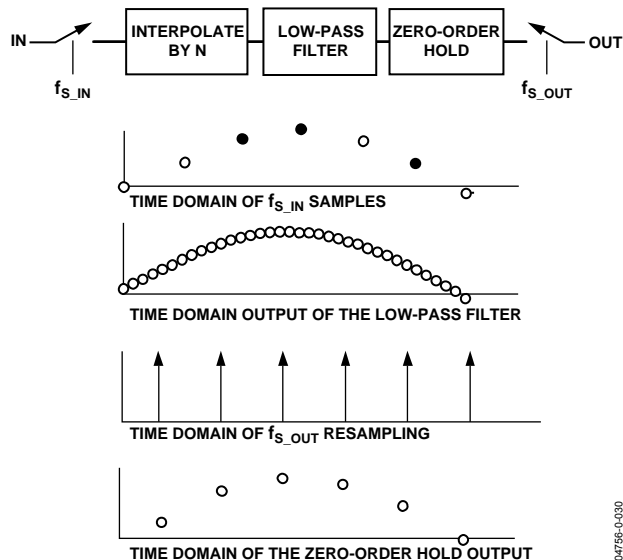 IN
INTERPOLATE
BY N
LOW-PASS
FILTER
ZERO-ORDER
HOLD
OUT
fS_IN
fS_OUT
TIME DOMAIN OF fS_IN SAMPLES
TIME DOMAIN OUTPUT OF THE LOW-PASS FILTER
TIME DOMAIN OF fS_OUT RESAMPLING
TIME DOMAIN OF THE ZERO-ORDER HOLD OUTPUT
04756-0-030